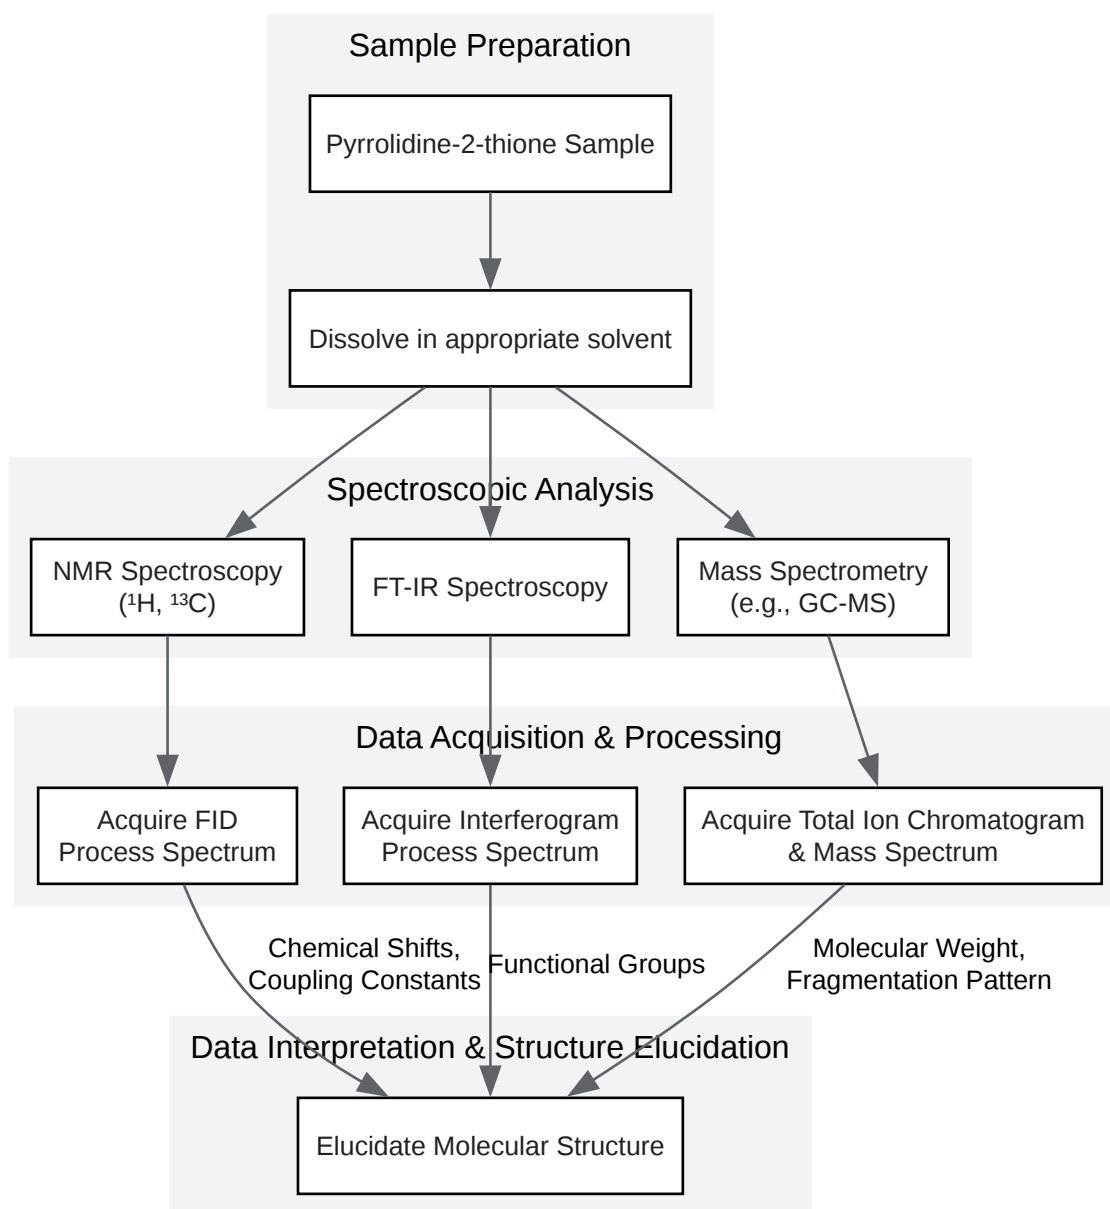 Sample Preparation
Pyrrolidine-2-thione Sample
Dissolve in appropriate solvent
Spectroscopic Analysis
NMR Spectroscopy
(¹H, ¹³C)
FT-IR Spectroscopy
Mass Spectrometry
(e.g., GC-MS)
Data Acquisition & Processing
Acquire FID
Process Spectrum
Acquire Interferogram
Process Spectrum
Acquire Total Ion Chromatogram
& Mass Spectrum
Chemical Shifts,
Coupling Constants
Functional Groups
Molecular Weight,
Fragmentation Pattern
Data Interpretation & Structure Elucidation
Elucidate Molecular Structure